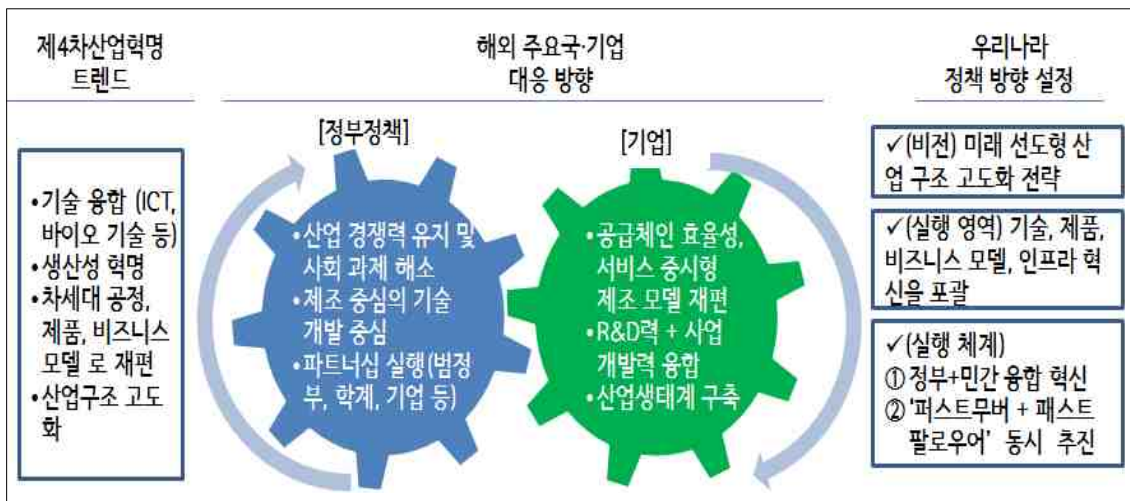 제4차산업혁명
트렌드
해외 주요국·기업
대응 방향
우리나라
정책 방향 설정
•기술 융합 (ICT,
바이오 기술 등)
•생산성 혁명
•차세대 공정,
제품, 비즈니스
모델 로 재편
•산업구조 고도
화
[정부정책]
•산업 경쟁력 유지 및
사회 과제 해소
•제조 중심의 기술
개발 중심
•파트너십 실행(범정
부, 학계, 기업 등)
[기업]
•공급체인 효율성,
서비스 중시형
제조 모델 재편
•R&D력 + 사업
개발력 융합
•산업생태계 구축
✓(비전) 미래 선도형 산
업 구조 고도화 전략
✓(실행 영역) 기술, 제품,
비즈니스 모델, 인프라 혁
신을 포괄
✓(실행 체계)
① 정부+민간 융합 혁신
② ‘퍼스트무버 + 패스트
팔로우어’ 동시 추진